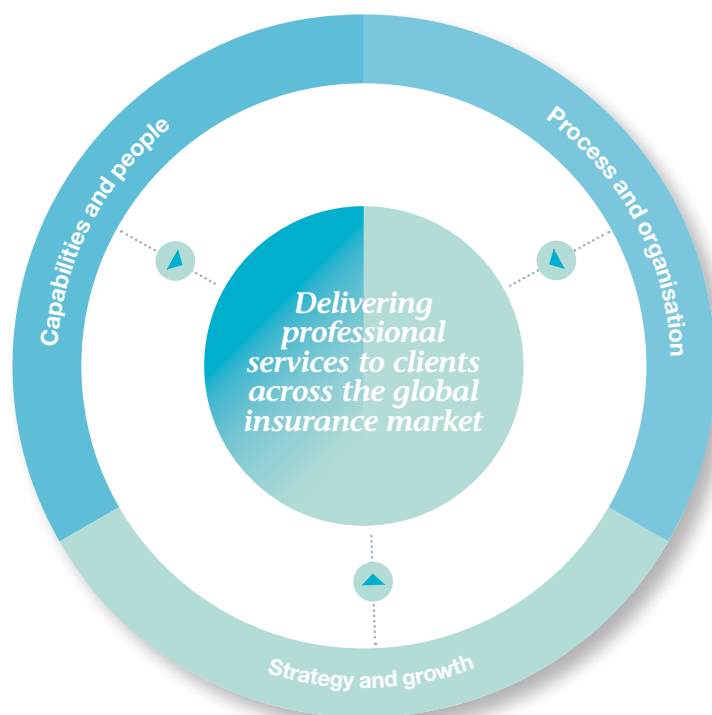 Capabilities and people
Process and organisation
Delivering
professional
services to clients
across the global
insurance market
Strategy and growth